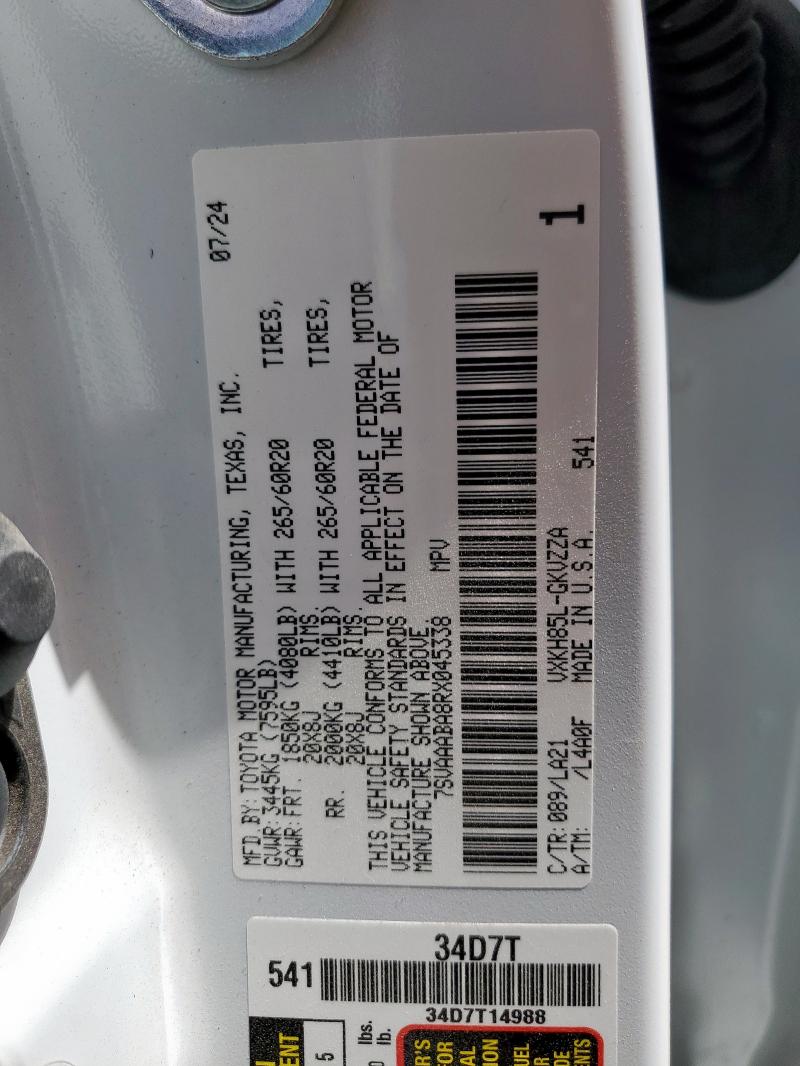 MFD BY: TOYOTA MOTOR MANUFACTURING, TEXAS, INC. 07/24
GVWR: 3445KG (7595LB)
GAWR: FRT. 1850KG (4080LB) WITH 265/60R20 TIRES,
20X8J RIMS.
RR. 2000KG (4410LB) WITH 265/60R20 TIRES,
20X8J RIMS.
THIS VEHICLE CONFORMS TO ALL APPLICABLE FEDERAL MOTOR
VEHICLE SAFETY STANDARDS IN EFFECT ON THE DATE OF
MANUFACTURE SHOWN ABOVE.
7SVAAABA8RX045338 MPV
1
C/TR: 089/LA21 VXKH85L-GKVZZA
A/TM: /L4A0F MADE IN U.S.A. 541
34D7T
541
34D7T14988
5
lbs.
lb.